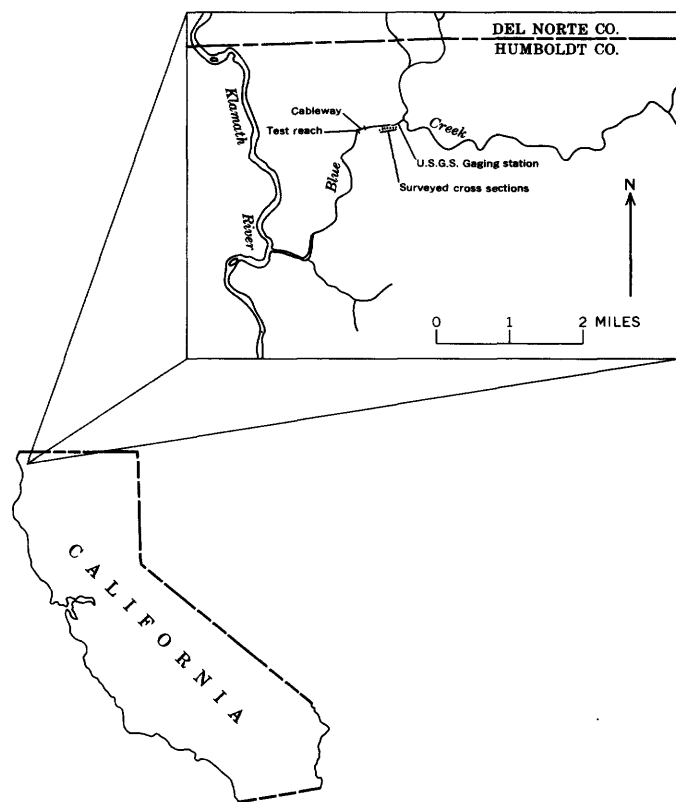 DEL NORTE CO.
HUMBOLDT CO.
Klamath
River
Cableway
Test reach
Creek
U.S.G.S. Gaging station
Blue
Surveyed cross sections
N
0 1 2 MILES
CALIFORNIA